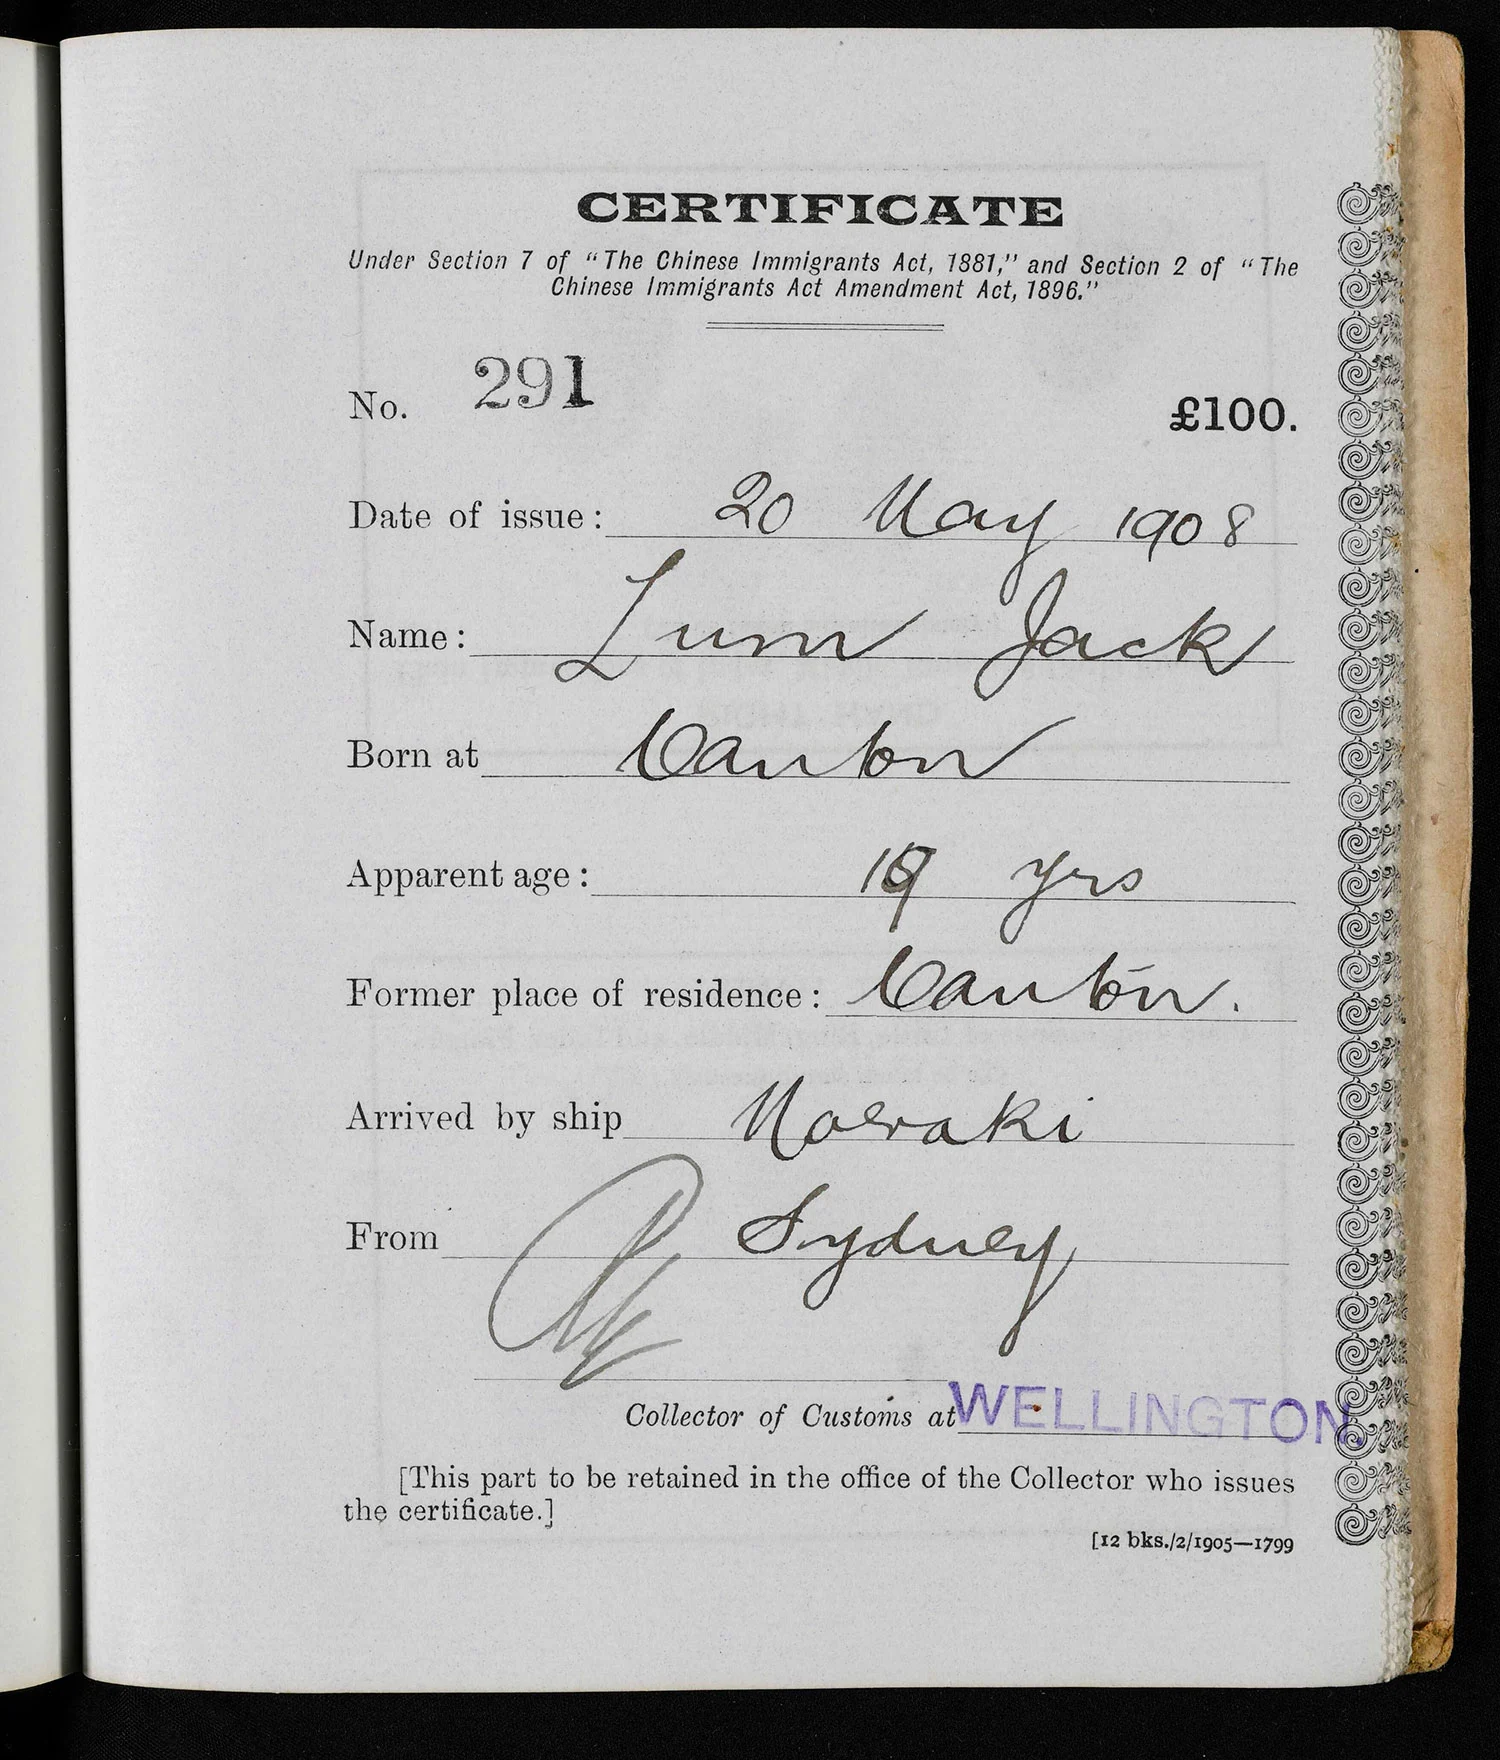 CERTIFICATE
Under Section 7 of "The Chinese Immigrants Act, 1881," and Section 2 of "The
Chinese Immigrants Act Amendment Act, 1896."
No. 291
£100.
Date of issue: 20 May 1908
Name: Lum Jack
Born at Canton
Apparent age: 19 yrs
Former place of residence: Canton.
Arrived by ship Moeraki
From Sydney
Collector of Customs at WELLINGTON.
[This part to be retained in the office of the Collector who issues
the certificate.]
[12 bks./2/1905—1799